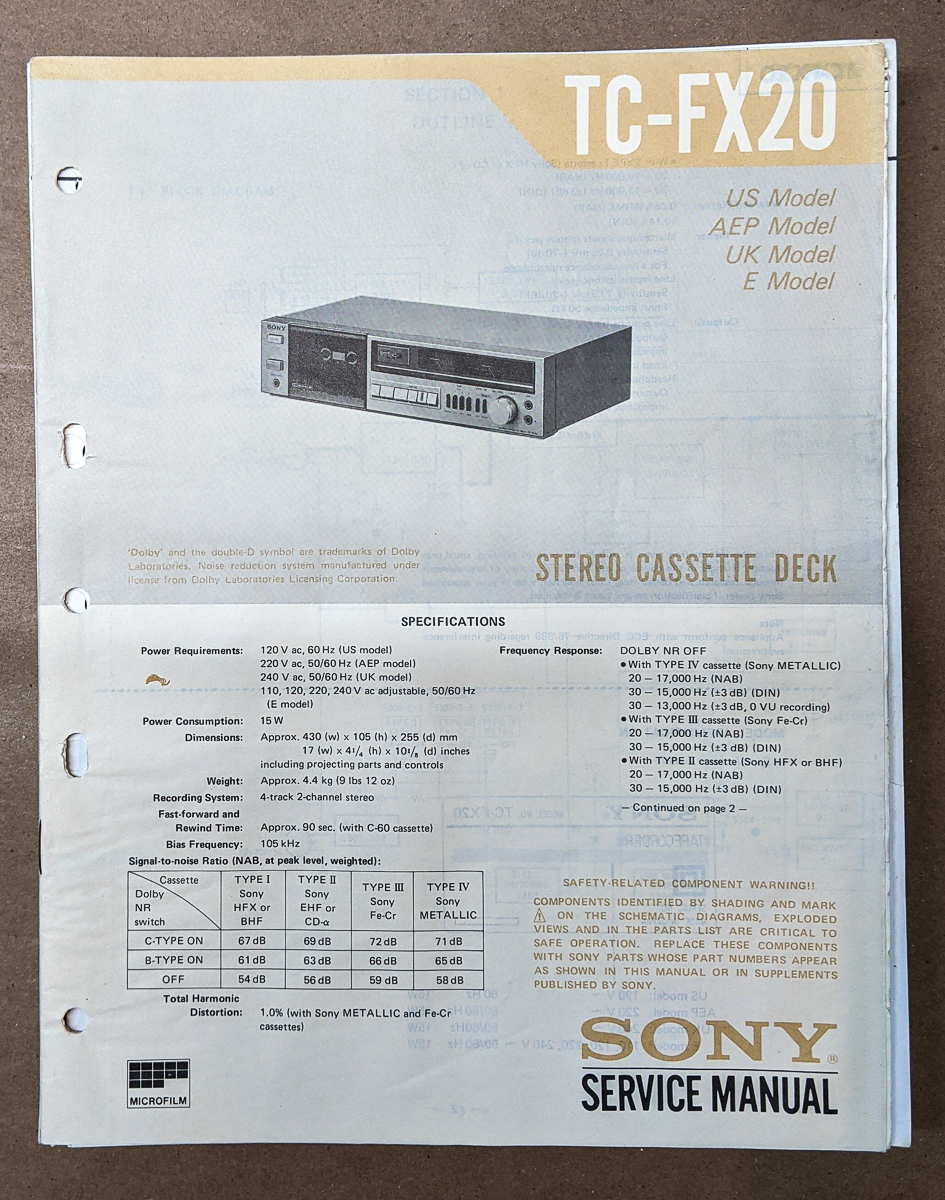 TC-FX20
US Model
AEP Model
UK Model
E Model
SONY
'Dolby' and the double-D symbol are trademarks of Dolby
Laboratories. Noise reduction system manufactured under
license from Dolby Laboratories Licensing Corporation.
STEREO CASSETTE DECK
SPECIFICATIONS
Power Requirements: 120 V ac, 60 Hz (US model)
220 V ac, 50/60 Hz (AEP model)
240 V ac, 50/60 Hz (UK model)
110, 120, 220, 240 V ac adjustable, 50/60 Hz
(E model)
Power Consumption: 15 W
Dimensions: Approx. 430 (w) x 105 (h) x 255 (d) mm
17 (w) x 4 1/4 (h) x 10 1/8 (d) inches
including projecting parts and controls
Weight: Approx. 4.4 kg (9 lbs 12 oz)
Recording System: 4-track 2-channel stereo
Fast-forward and
Rewind Time: Approx. 90 sec. (with C-60 cassette)
Bias Frequency: 105 kHz
Signal-to-noise Ratio (NAB, at peak level, weighted):
Cassette
Dolby
NR
switch
TYPE I
Sony
HFX or
BHF
TYPE II
Sony
EHF or
CD-α
TYPE III
Sony
Fe-Cr
TYPE IV
Sony
METALLIC
C-TYPE ON 67 dB 69 dB 72 dB 71 dB
B-TYPE ON 61 dB 63 dB 66 dB 65 dB
OFF 54 dB 56 dB 59 dB 58 dB
Total Harmonic
Distortion: 1.0% (with Sony METALLIC and Fe-Cr
cassettes)
MICROFILM
Frequency Response: DOLBY NR OFF
● With TYPE IV cassette (Sony METALLIC)
20 – 17,000 Hz (NAB)
30 – 15,000 Hz (±3 dB) (DIN)
30 – 13,000 Hz (±3 dB, 0 VU recording)
● With TYPE III cassette (Sony Fe-Cr)
20 – 17,000 Hz (NAB)
30 – 15,000 Hz (±3 dB) (DIN)
● With TYPE II cassette (Sony HFX or BHF)
20 – 17,000 Hz (NAB)
30 – 15,000 Hz (±3 dB) (DIN)
– Continued on page 2 –
SAFETY-RELATED COMPONENT WARNING!!
COMPONENTS IDENTIFIED BY SHADING AND MARK
⚠ ON THE SCHEMATIC DIAGRAMS, EXPLODED
VIEWS AND IN THE PARTS LIST ARE CRITICAL TO
SAFE OPERATION. REPLACE THESE COMPONENTS
WITH SONY PARTS WHOSE PART NUMBERS APPEAR
AS SHOWN IN THIS MANUAL OR IN SUPPLEMENTS
PUBLISHED BY SONY.
SONY®
SERVICE MANUAL